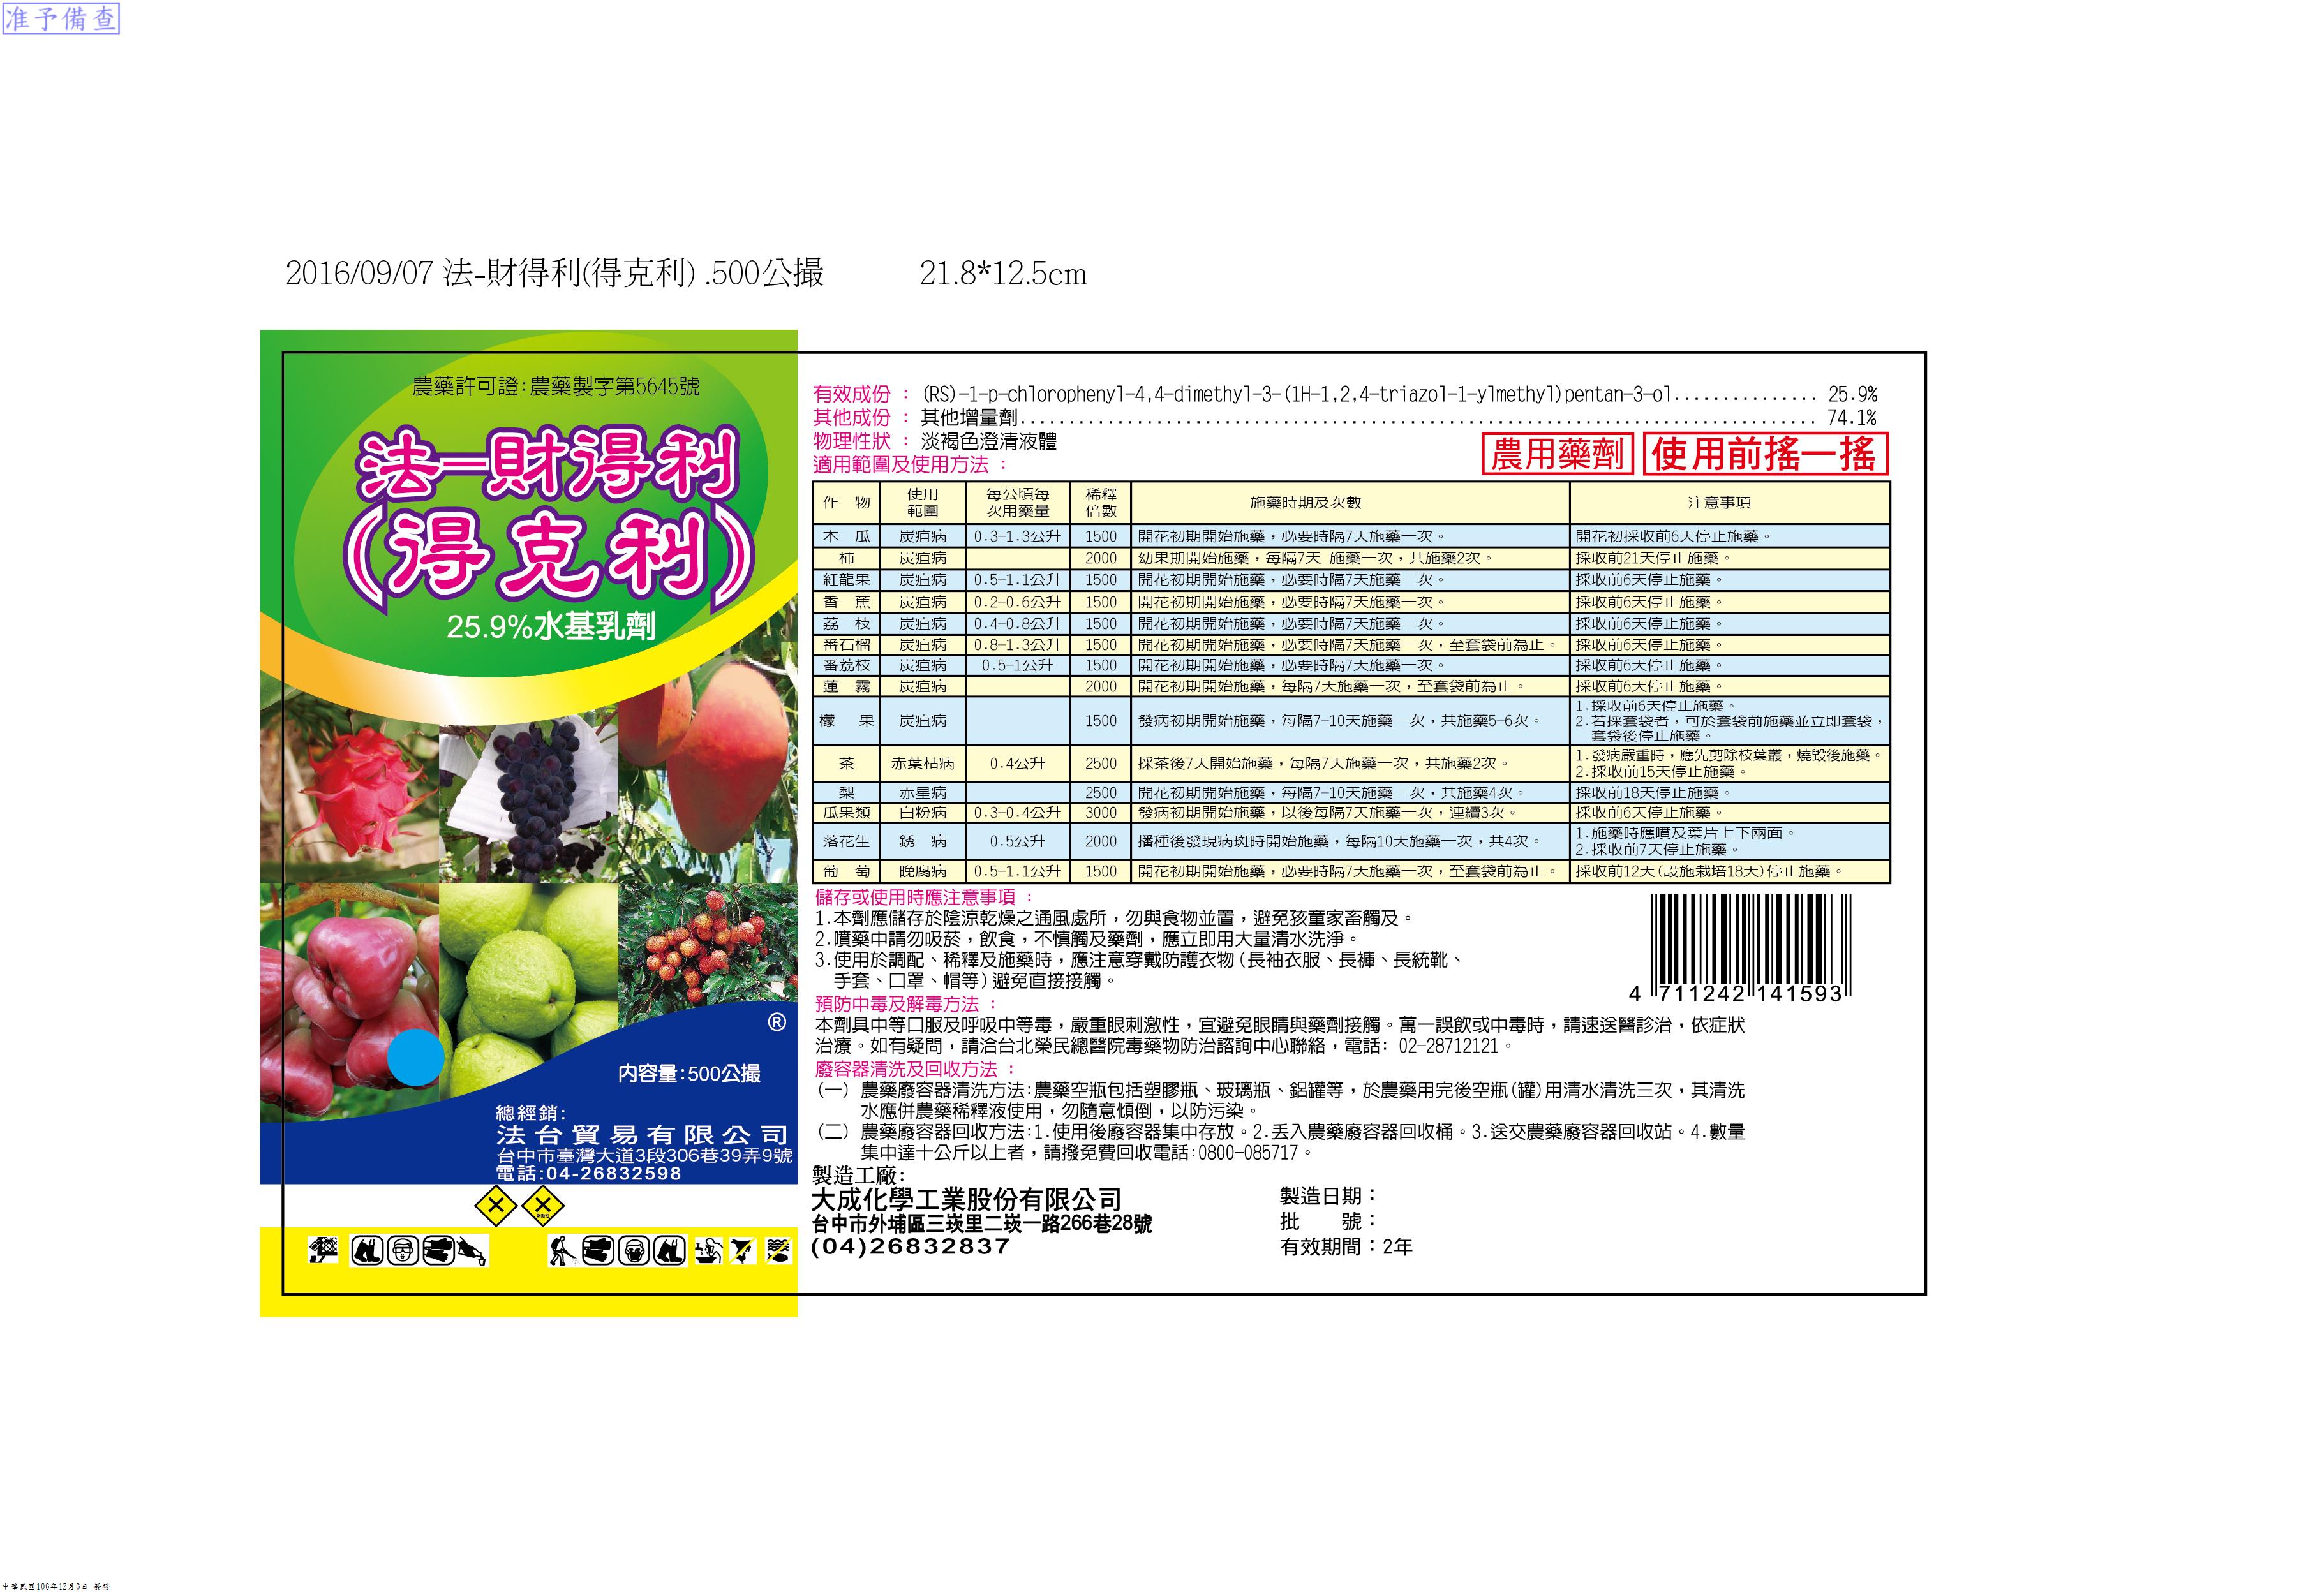 准予備查
2016/09/07 法-財得利(得克利) .500公撮 21.8*12.5cm
農藥許可證:農藥製字第5645號
法一財得利
(得克利)
25.9%水基乳劑
®
內容量:500公撮
總經銷:
法台貿易有限公司
台中市臺灣大道3段306巷39弄9號
電話:04-26832598
有效成份 : (RS)-1-p-chlorophenyl-4,4-dimethyl-3-(1H-1,2,4-triazol-1-ylmethyl)pentan-3-ol............... 25.9%
其他成份 : 其他增量劑................................................................................ 74.1%
物理性狀 : 淡褐色澄清液體
適用範圍及使用方法 :
農用藥劑 使用前搖一搖
作 物 使用範圍 每公頃每次用藥量 稀釋倍數 施藥時期及次數 注意事項
木 瓜 炭疽病 0.3-1.3公升 1500 開花初期開始施藥，必要時隔7天施藥一次。 開花初採收前6天停止施藥。
柿 炭疽病 2000 幼果期開始施藥，每隔7天 施藥一次，共施藥2次。 採收前21天停止施藥。
紅龍果 炭疽病 0.5-1.1公升 1500 開花初期開始施藥，必要時隔7天施藥一次。 採收前6天停止施藥。
香 蕉 炭疽病 0.2-0.6公升 1500 開花初期開始施藥，必要時隔7天施藥一次。 採收前6天停止施藥。
荔 枝 炭疽病 0.4-0.8公升 1500 開花初期開始施藥，必要時隔7天施藥一次。 採收前6天停止施藥。
番石榴 炭疽病 0.8-1.3公升 1500 開花初期開始施藥，必要時隔7天施藥一次，至套袋前為止。 採收前6天停止施藥。
番荔枝 炭疽病 0.5-1公升 1500 開花初期開始施藥，必要時隔7天施藥一次。 採收前6天停止施藥。
蓮 霧 炭疽病 2000 開花初期開始施藥，每隔7天施藥一次，至套袋前為止。 採收前6天停止施藥。
檬 果 炭疽病 1500 發病初期開始施藥，每隔7-10天施藥一次，共施藥5-6次。 1.採收前6天停止施藥。
2.若採套袋者，可於套袋前施藥並立即套袋，
套袋後停止施藥。
茶 赤葉枯病 0.4公升 2500 採茶後7天開始施藥，每隔7天施藥一次，共施藥2次。 1.發病嚴重時，應先剪除枝葉叢，燒毀後施藥。
2.採收前15天停止施藥。
梨 赤星病 2500 開花初期開始施藥，每隔7-10天施藥一次，共施藥4次。 採收前18天停止施藥。
瓜果類 白粉病 0.3-0.4公升 3000 發病初期開始施藥，以後每隔7天施藥一次，連續3次。 採收前6天停止施藥。
落花生 銹 病 0.5公升 2000 播種後發現病斑時開始施藥，每隔10天施藥一次，共4次。 1.施藥時應噴及葉片上下兩面。
2.採收前7天停止施藥。
葡 萄 晚腐病 0.5-1.1公升 1500 開花初期開始施藥，必要時隔7天施藥一次，至套袋前為止。 採收前12天(設施栽培18天)停止施藥。
儲存或使用時應注意事項 :
1.本劑應儲存於陰涼乾燥之通風處所，勿與食物並置，避免孩童家畜觸及。
2.噴藥中請勿吸菸，飲食，不慎觸及藥劑，應立即用大量清水洗淨。
3.使用於調配、稀釋及施藥時，應注意穿戴防護衣物(長袖衣服、長褲、長統靴、
手套、口罩、帽等)避免直接接觸。
4 711242 141593
預防中毒及解毒方法 :
本劑具中等口服及呼吸中等毒，嚴重眼刺激性，宜避免眼睛與藥劑接觸。萬一誤飲或中毒時，請速送醫診治，依症狀
治療。如有疑問，請洽台北榮民總醫院毒藥物防治諮詢中心聯絡，電話: 02-28712121。
廢容器清洗及回收方法 :
(一) 農藥廢容器清洗方法:農藥空瓶包括塑膠瓶、玻璃瓶、鋁罐等，於農藥用完後空瓶(罐)用清水清洗三次，其清洗
水應併農藥稀釋液使用，勿隨意傾倒，以防污染。
(二) 農藥廢容器回收方法:1.使用後廢容器集中存放。2.丟入農藥廢容器回收桶。3.送交農藥廢容器回收站。4.數量
集中達十公斤以上者，請撥免費回收電話:0800-085717。
製造工廠:
大成化學工業股份有限公司
台中市外埔區三崁里二崁一路266巷28號
(04)26832837
製造日期：
批 號：
有效期間：2年
中華民國106年12月6日 簽發